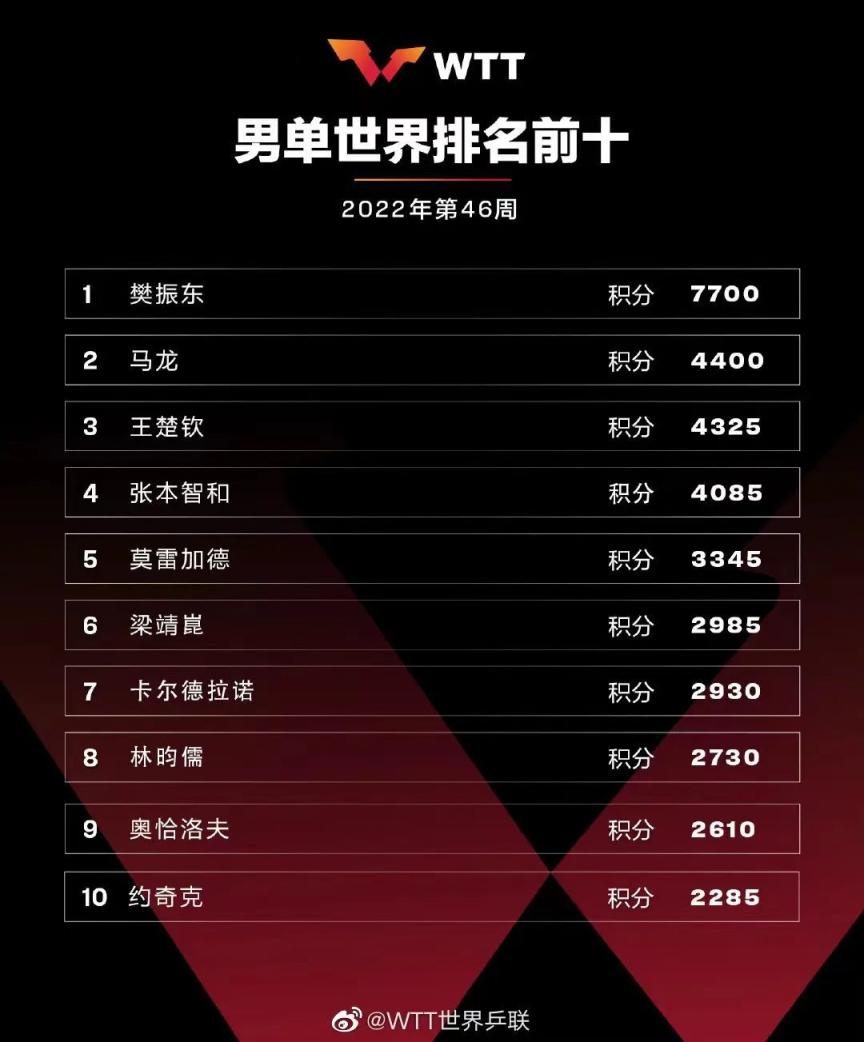 WTT
男单世界排名前十
2022年第46周
1 樊振东 积分 7700
2 马龙 积分 4400
3 王楚钦 积分 4325
4 张本智和 积分 4085
5 莫雷加德 积分 3345
6 梁靖崑 积分 2985
7 卡尔德拉诺 积分 2930
8 林昀儒 积分 2730
9 奥恰洛夫 积分 2610
10 约奇克 积分 2285
@WTT世界乒联